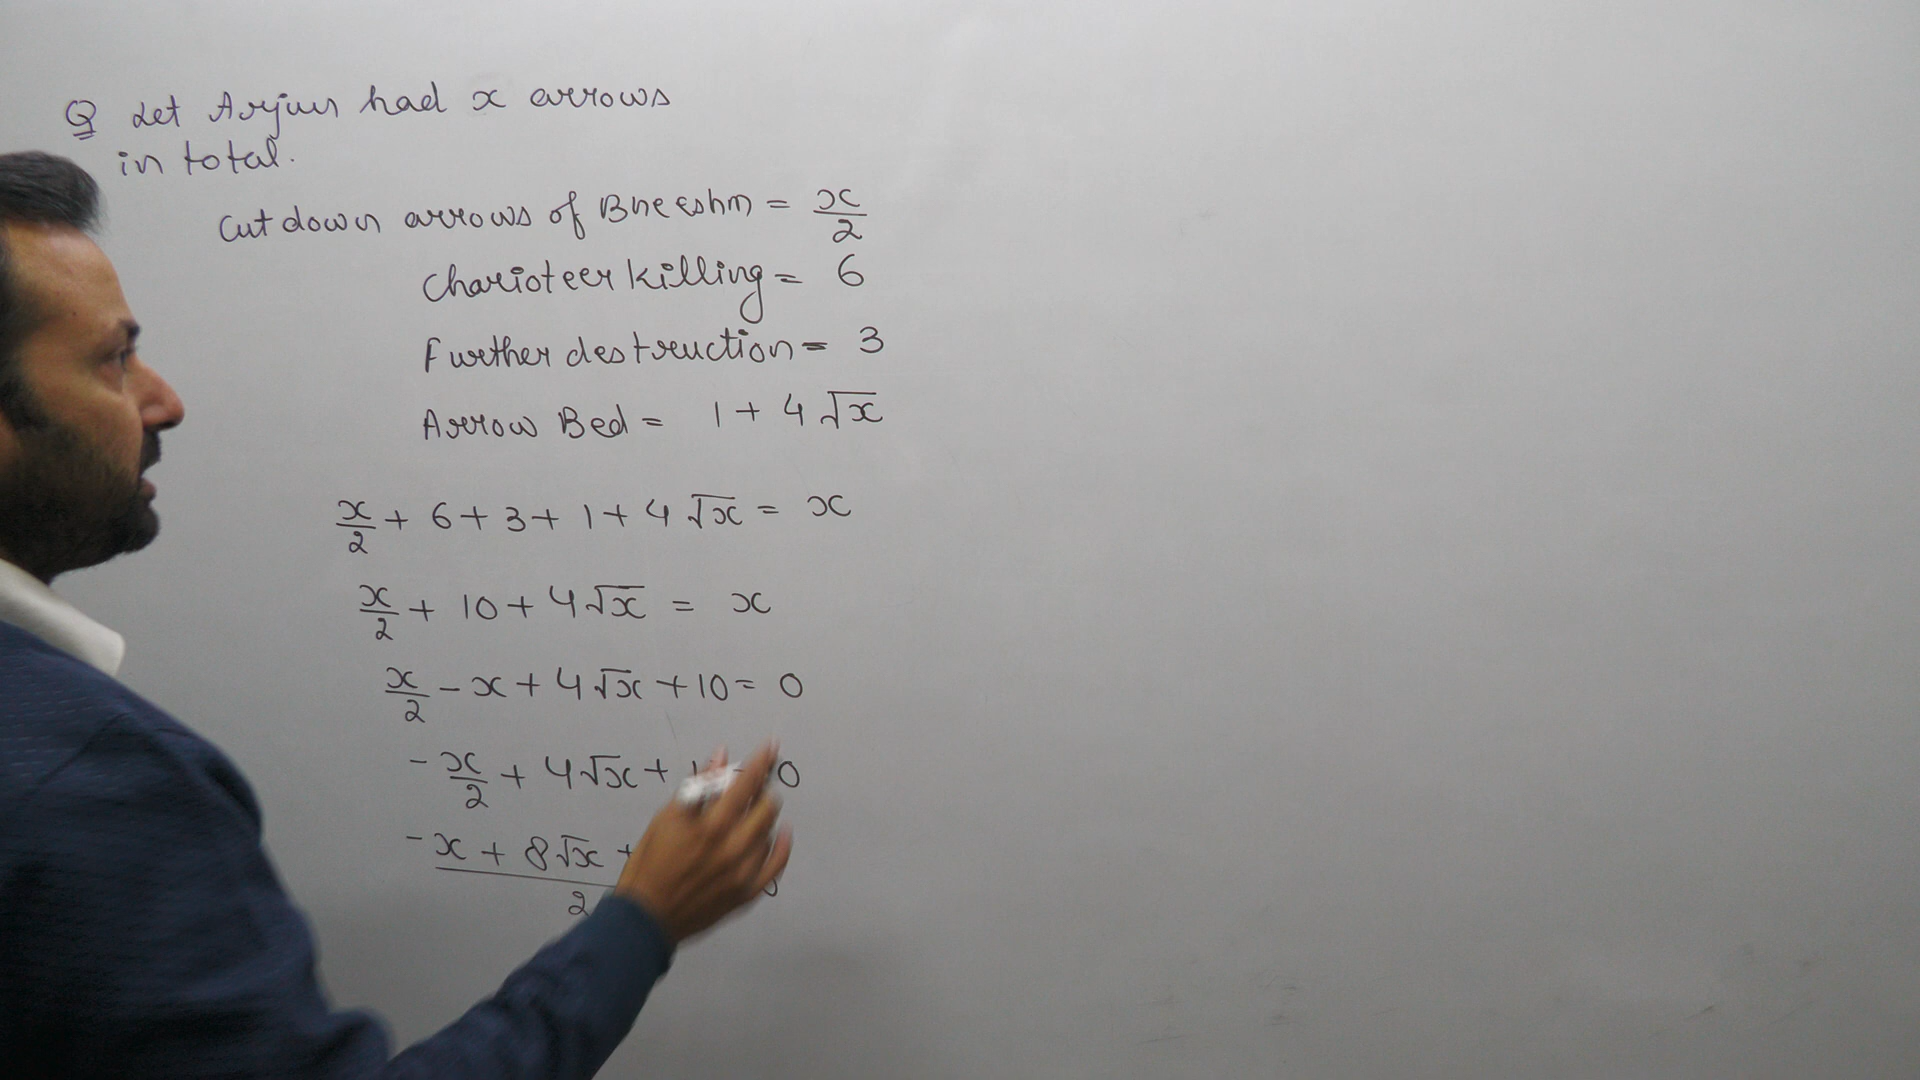 Q Let Arjun had x arrows
in total.
Cut down arrows of Bheeshm = x/2
Charioteer killing = 6
Further destruction = 3
Arrow Bed = 1 + 4 √x
x/2 + 6 + 3 + 1 + 4 √x = x
x/2 + 10 + 4 √x = x
x/2 - x + 4 √x + 10 = 0
- x/2 + 4 √x + 0
- x + 8 √x +
2